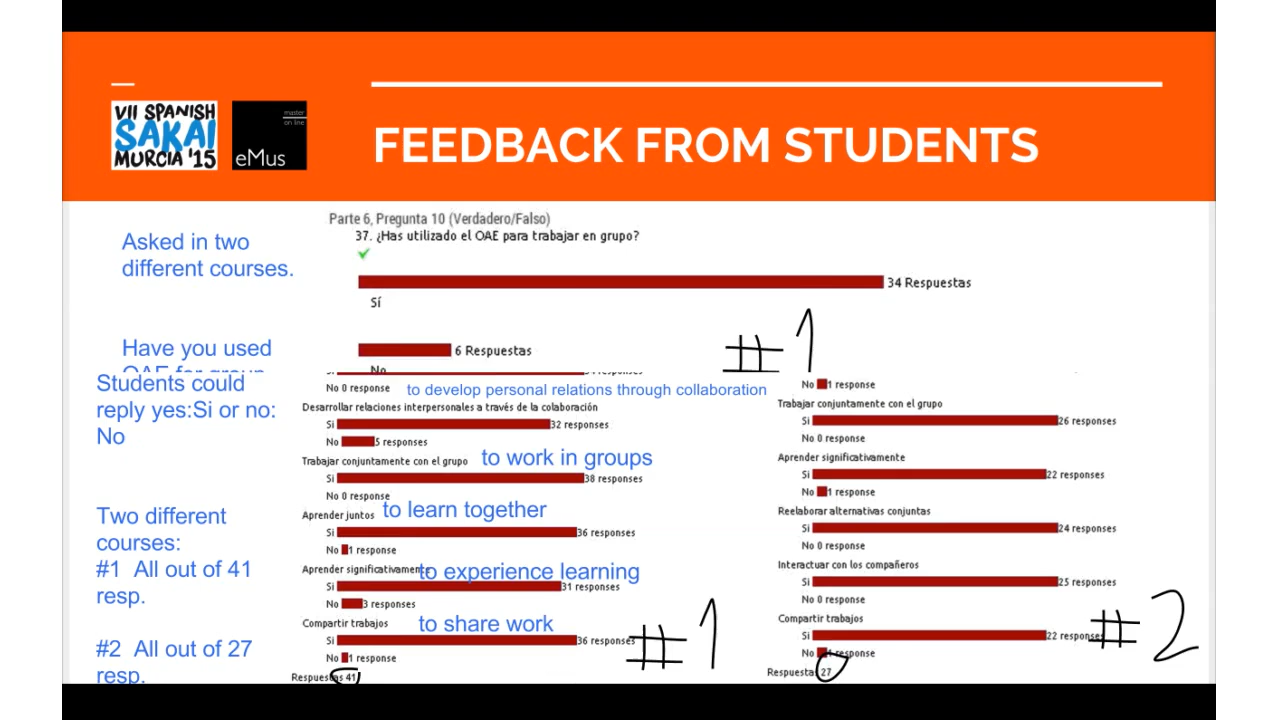 VII SPANISH
SAKAI
MURCIA '15
master
on line
eMus
FEEDBACK FROM STUDENTS
Parte 6, Pregunta 10 (Verdadero/Falso)
37. ¿Has utilizado el OAE para trabajar en grupo?
34 Respuestas
Sí
6 Respuestas
No
#1
Asked in two
different courses.
Have you used
OAE for group
Students could
reply yes:Si or no:
No
Two different
courses:
#1 All out of 41
resp.
#2 All out of 27
resp.
No 0 response
to develop personal relations through collaboration
Desarrollar relaciones interpersonales a través de la colaboración
Si 32 responses
No 5 responses
Trabajar conjuntamente con el grupo
to work in groups
Si 38 responses
No 0 response
Aprender juntos
to learn together
Si 36 responses
No 1 response
Aprender significativamente
to experience learning
Si 31 responses
No 3 responses
Compartir trabajos
to share work
Si 36 responses
No 1 response
Respuestas 41
#1
No 1 response
Trabajar conjuntamente con el grupo
Si 26 responses
No 0 response
Aprender significativamente
Si 22 responses
No 1 response
Reelaborar alternativas conjuntas
Si 24 responses
No 0 response
Interactuar con los compañeros
Si 25 responses
No 0 response
Compartir trabajos
Si 22 responses
No 1 response
Respuestas 27
#2